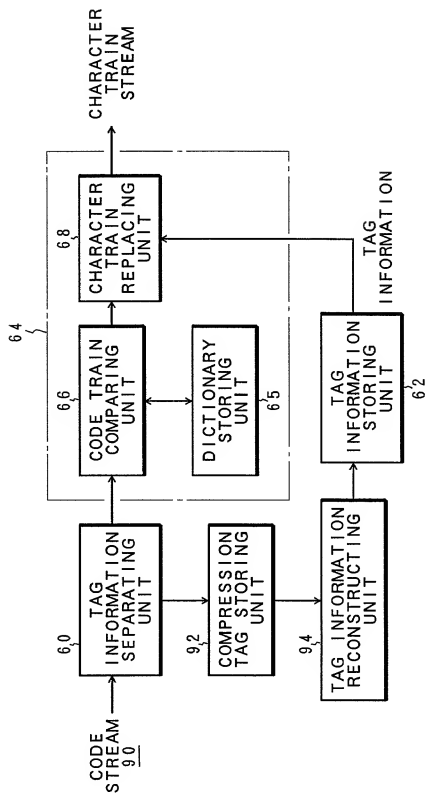 CODE
STREAM
90
60
TAG
INFORMATION
SEPARATING
UNIT
64
66
CODE TRAIN
COMPARING
UNIT
68
CHARACTER
TRAIN
REPLACING
UNIT
CHARACTER
TRAIN
STREAM
DICTIONARY
STORING
UNIT
65
92
COMPRESSION
TAG STORING
UNIT
94
TAG INFORMATION
RECONSTRUCTING
UNIT
TAG
INFORMATION
STORING
UNIT
62
TAG
INFORMATION